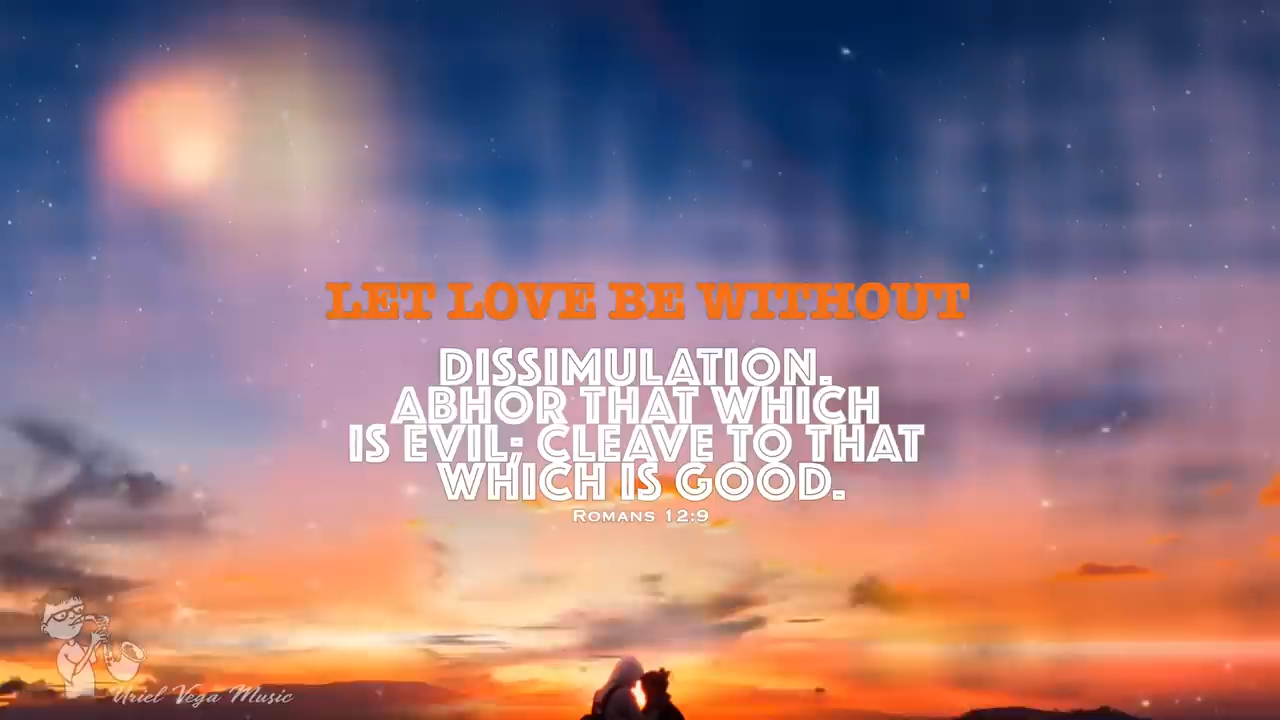 LET LOVE BE WITHOUT
DISSIMULATION.
ABHOR THAT WHICH
IS EVIL; CLEAVE TO THAT
WHICH IS GOOD.
Romans 12:9
Uriel Vega Music